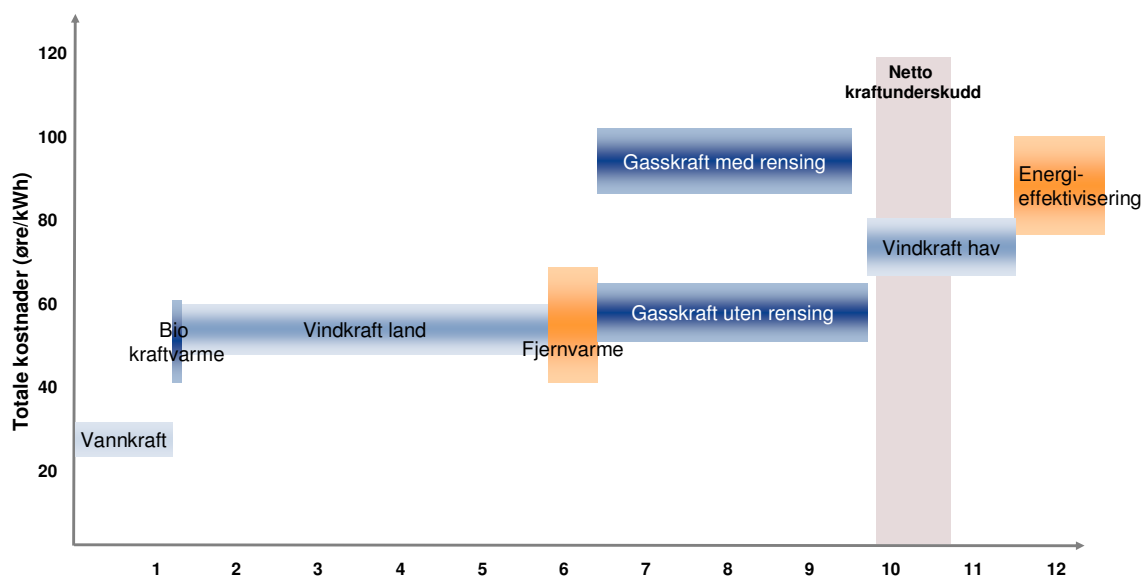 120
Netto
kraftunderskudd
100
Gasskraft med rensing
Energi-
effektivisering
80
Vindkraft hav
60
Gasskraft uten rensing
Bio
kraftvarme
Vindkraft land
Fjernvarme
40
Vannkraft
20
Totale kostnader (øre/kWh)
1 2 3 4 5 6 7 8 9 10 11 12